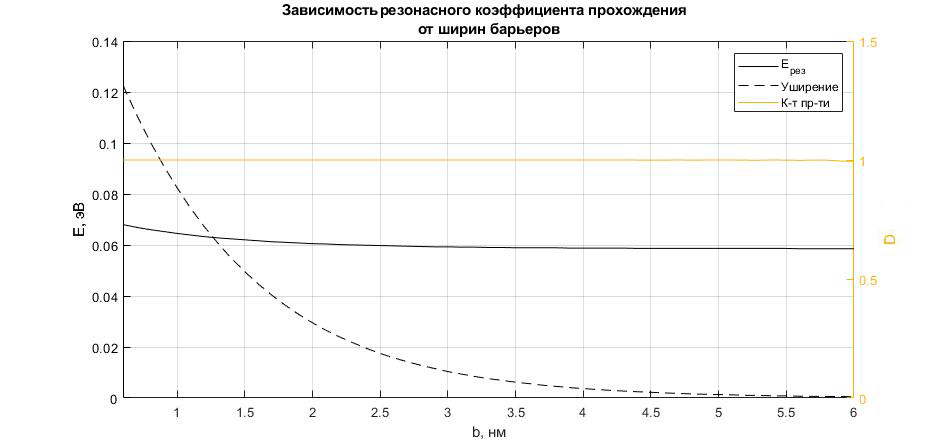 Зависимость резонасного коэффициента прохождения
от ширин барьеров
0.14
0.12
0.1
0.08
0.06
0.04
0.02
0
E, эВ
1.5
1
0.5
0
D
Eрез
Уширение
К-т пр-ти
1 1.5 2 2.5 3 3.5 4 4.5 5 5.5 6
b, нм